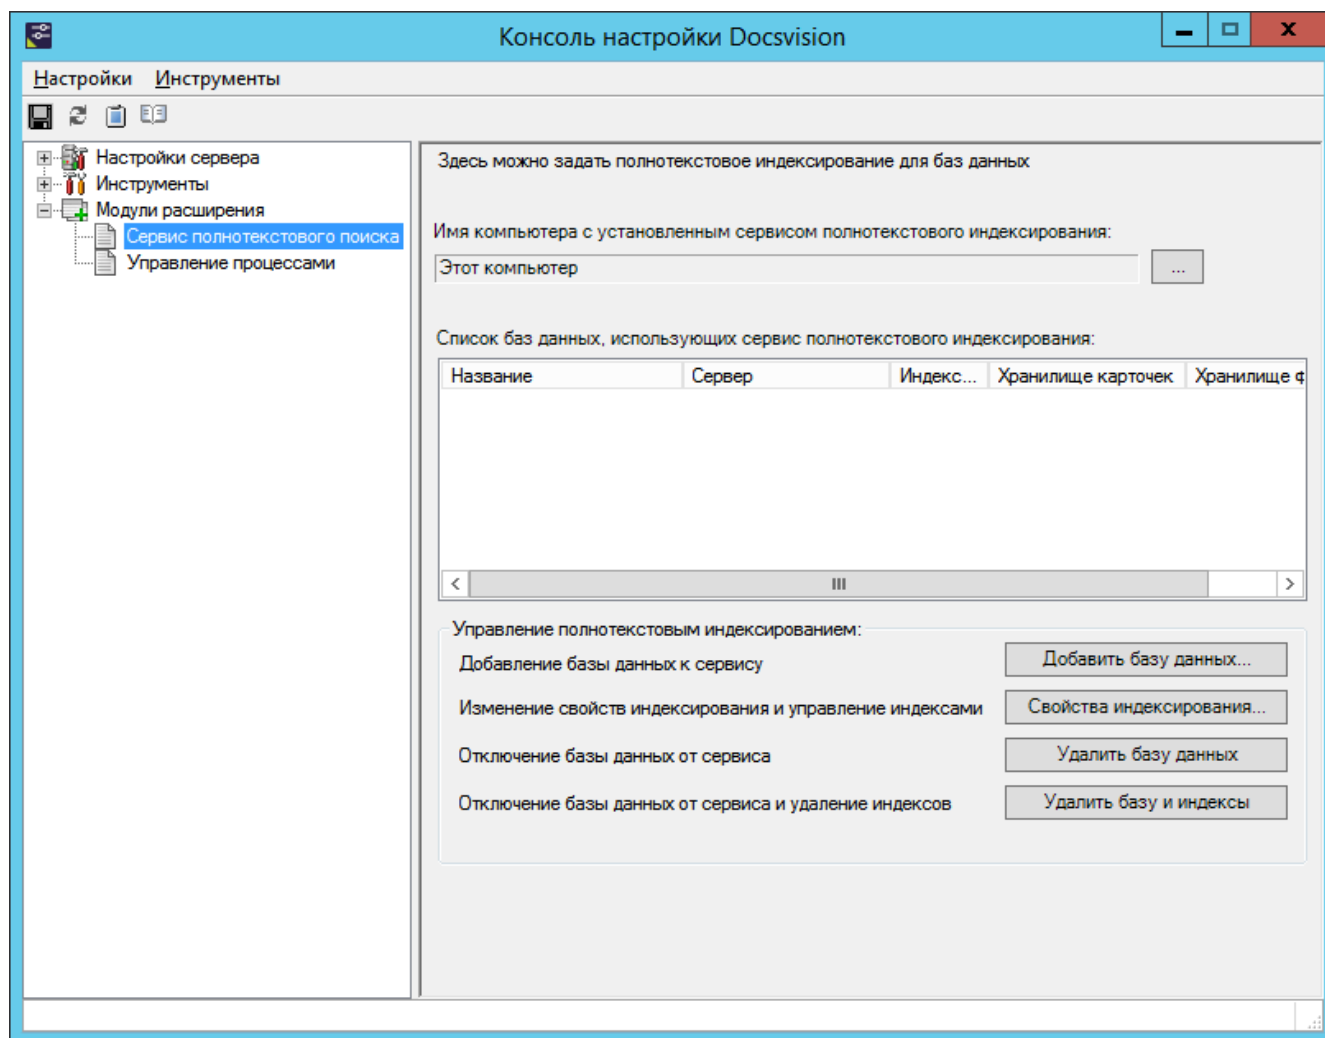 Консоль настройки Docsvision
Настройки Инструменты
Настройки сервера
Инструменты
Модули расширения
Сервис полнотекстового поиска
Управление процессами
Здесь можно задать полнотекстовое индексирование для баз данных
Имя компьютера с установленным сервисом полнотекстового индексирования:
Этот компьютер ...
Список баз данных, использующих сервис полнотекстового индексирования:
Название Сервер Индекс... Хранилище карточек Хранилище ф
Управление полнотекстовым индексированием:
Добавление базы данных к сервису Добавить базу данных...
Изменение свойств индексирования и управление индексами Свойства индексирования...
Отключение базы данных от сервиса Удалить базу данных
Отключение базы данных от сервиса и удаление индексов Удалить базу и индексы